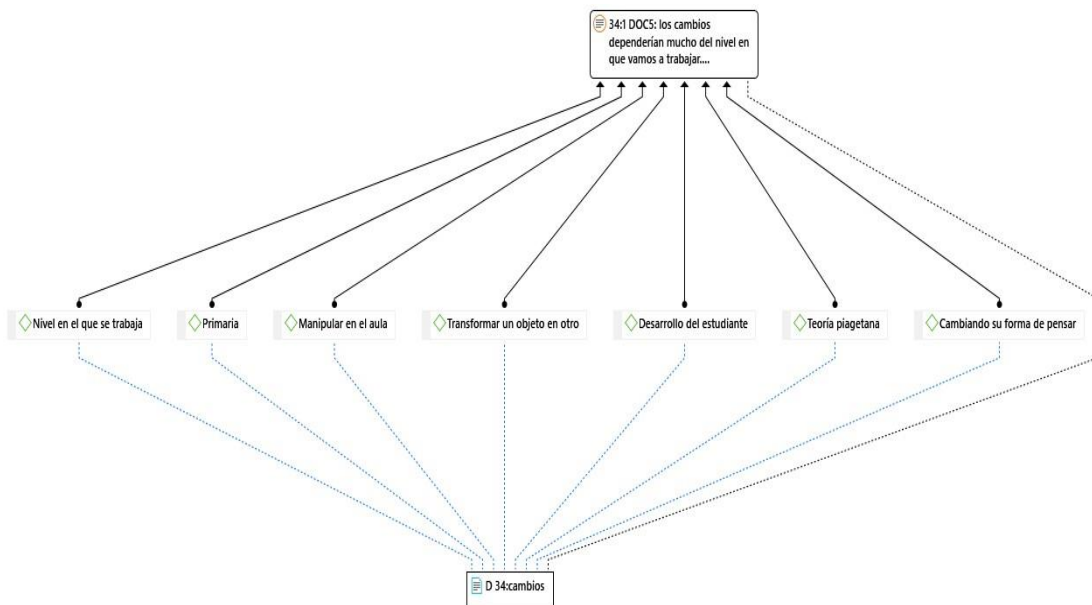 34:1 DOC5: los cambios
dependerían mucho del nivel en
que vamos a trabajar....
Nivel en el que se trabaja
Primaria
Manipular en el aula
Transformar un objeto en otro
Desarrollo del estudiante
Teoría piagetana
Cambiando su forma de pensar
D 34:cambios